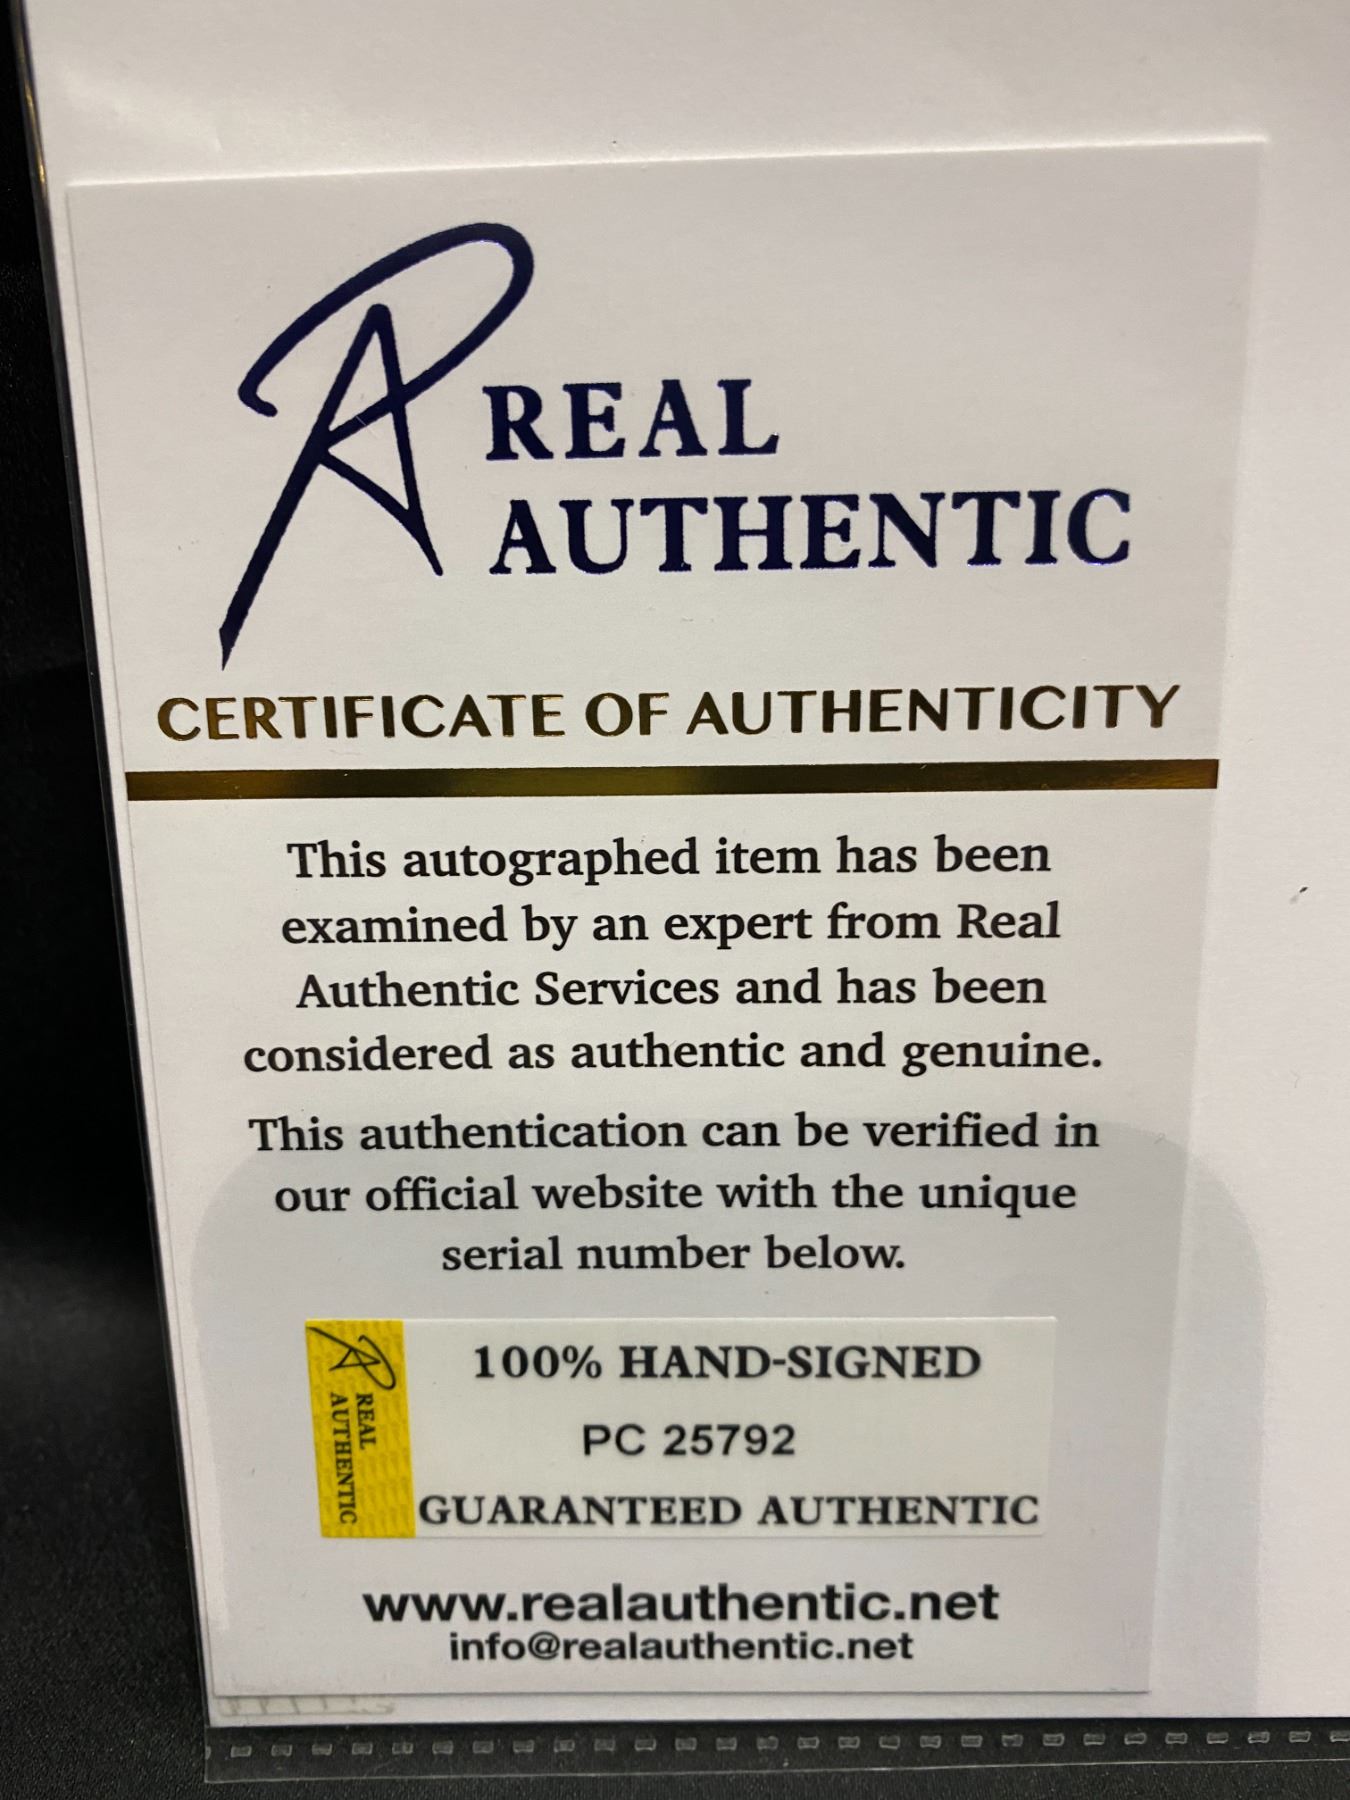 REAL
AUTHENTIC
CERTIFICATE OF AUTHENTICITY
This autographed item has been
examined by an expert from Real
Authentic Services and has been
considered as authentic and genuine.
This authentication can be verified in
our official website with the unique
serial number below.
REAL
AUTHENTIC
100% HAND-SIGNED
PC 25792
GUARANTEED AUTHENTIC
www.realauthentic.net
info@realauthentic.net